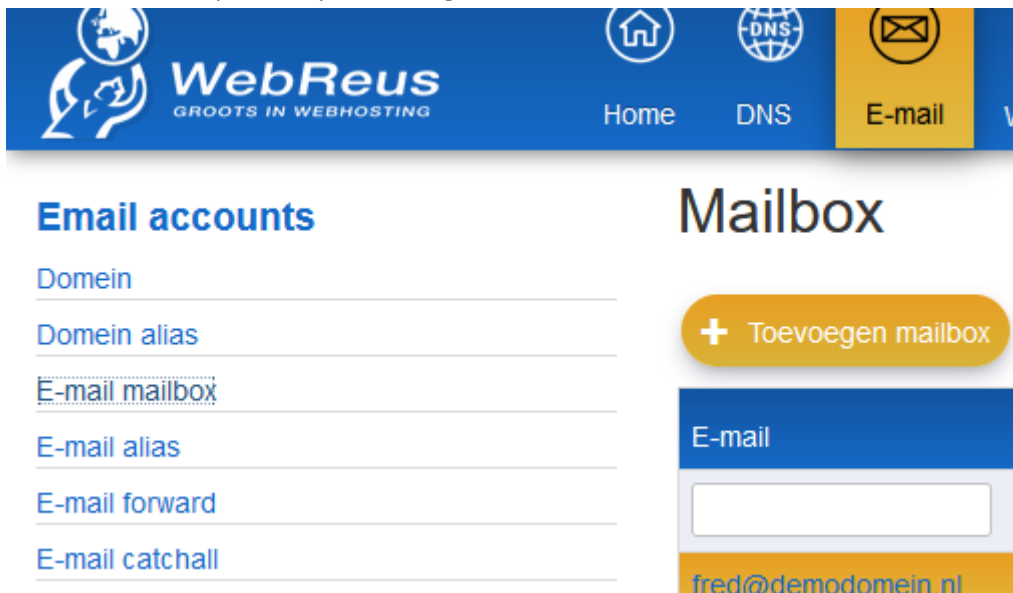 WebReus
GROOTS IN WEBHOSTING
Home
DNS
E-mail
Email accounts
Domein
Domein alias
E-mail mailbox
E-mail alias
E-mail forward
E-mail catchall
Mailbox
+ Toevoegen mailbox
E-mail
fred@demodomein.nl